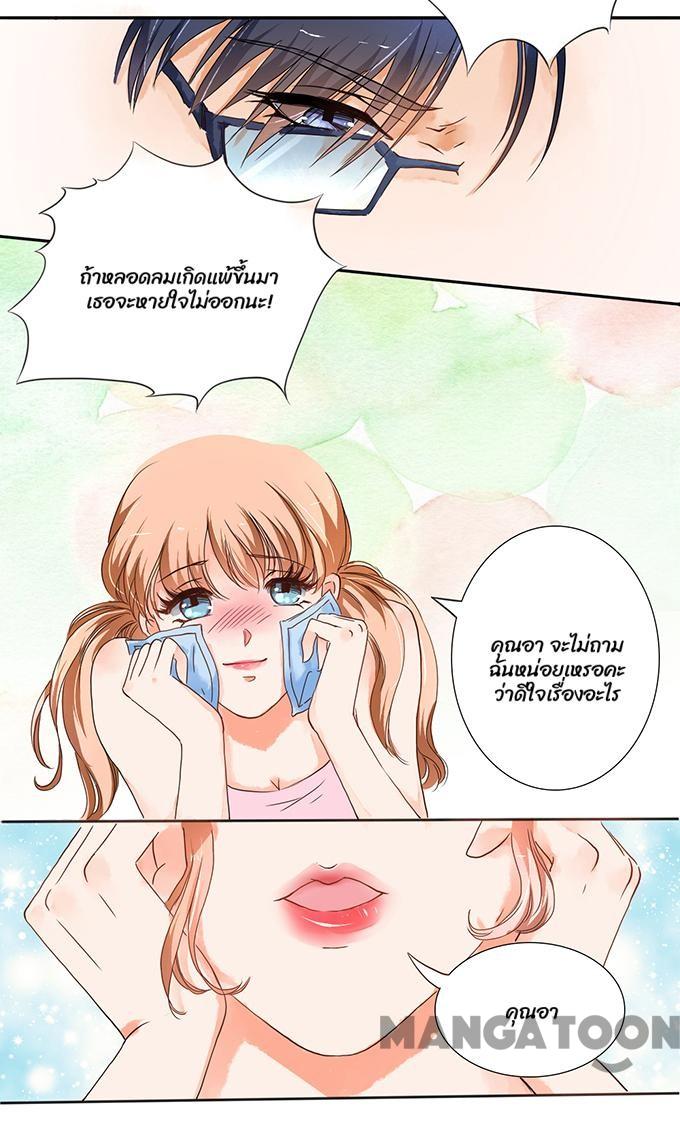 ถ้าหลอดลมเกิดแพ้ขึ้นมา
เธอจะหายใจไม่ออกนะ!
คุณอา จะไม่ถาม
ฉันหน่อยเหรอคะ
ว่าดีใจเรื่องอะไร
คุณอา
MANGATOON